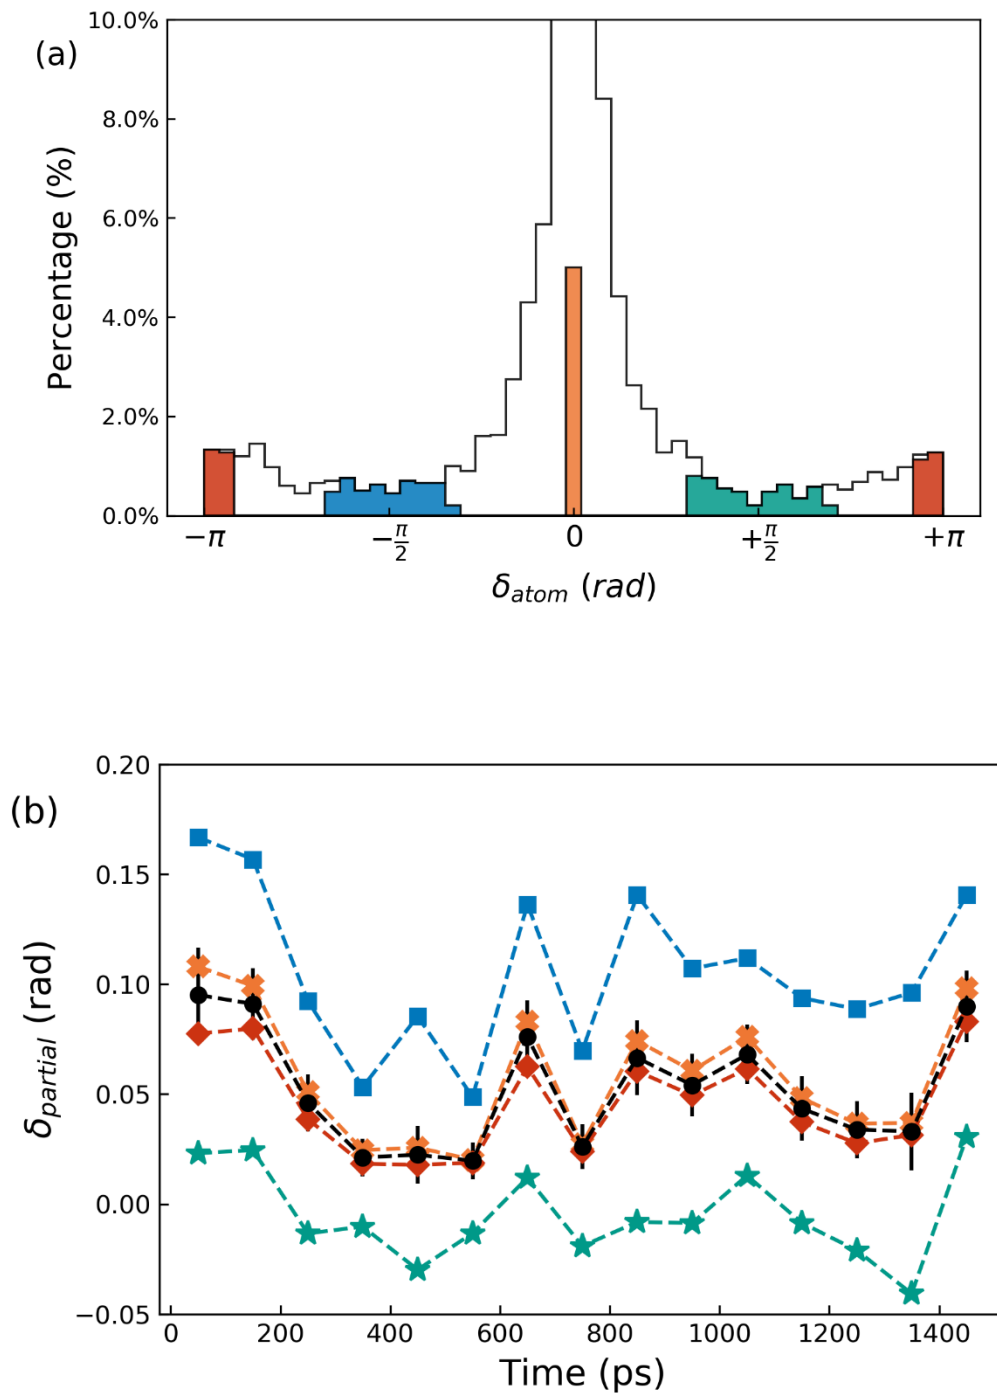 (a)
Percentage (%)
10.0%
8.0%
6.0%
4.0%
2.0%
0.0%
−π
−π/2
0
+π/2
+π
δ_atom (rad)
(b)
δ_partial (rad)
0.20
0.15
0.10
0.05
0.00
−0.05
0 200 400 600 800 1000 1200 1400
Time (ps)